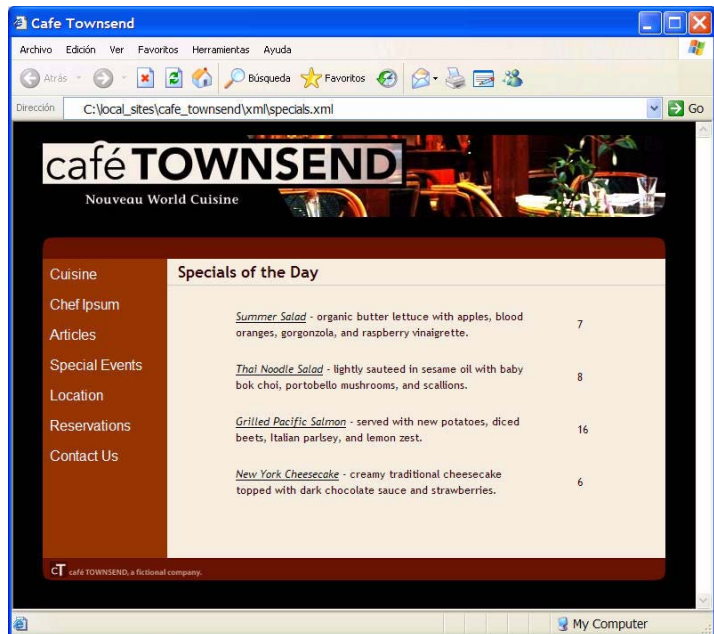 Cafe Townsend
Archivo Edición Ver Favoritos Herramientas Ayuda
Atrás Búsqueda Favoritos
Dirección C:\local_sites\cafe_townsend\xml\specials.xml Go
café TOWNSEND
Nouveau World Cuisine
Cuisine
Chef Ipsum
Articles
Special Events
Location
Reservations
Contact Us
Specials of the Day
Summer Salad - organic butter lettuce with apples, blood
oranges, gorgonzola, and raspberry vinaigrette.
7
Thai Noodle Salad - lightly sauteed in sesame oil with baby
bok choi, portobello mushrooms, and scallions.
8
Grilled Pacific Salmon - served with new potatoes, diced
beets, Italian parlsey, and lemon zest.
16
New York Cheesecake - creamy traditional cheesecake
topped with dark chocolate sauce and strawberries.
6
cT café TOWNSEND, a fictional company.
My Computer